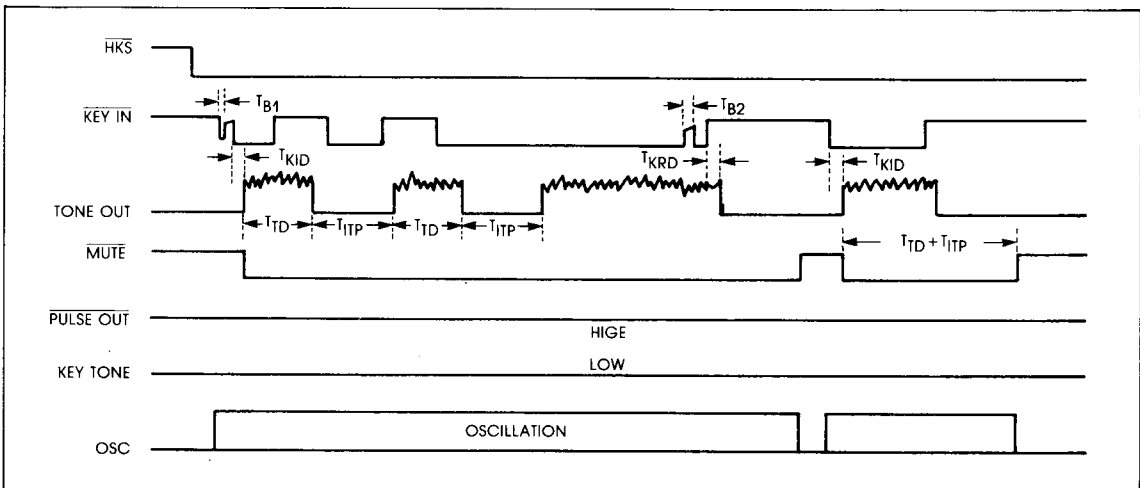 HKS
T_B1
T_B2
KEY IN
T_KID
T_KRD
T_KID
TONE OUT
T_TD
T_ITP
T_TD
T_ITP
MUTE
T_TD + T_ITP
PULSE OUT
HIGE
KEY TONE
LOW
OSC
OSCILLATION